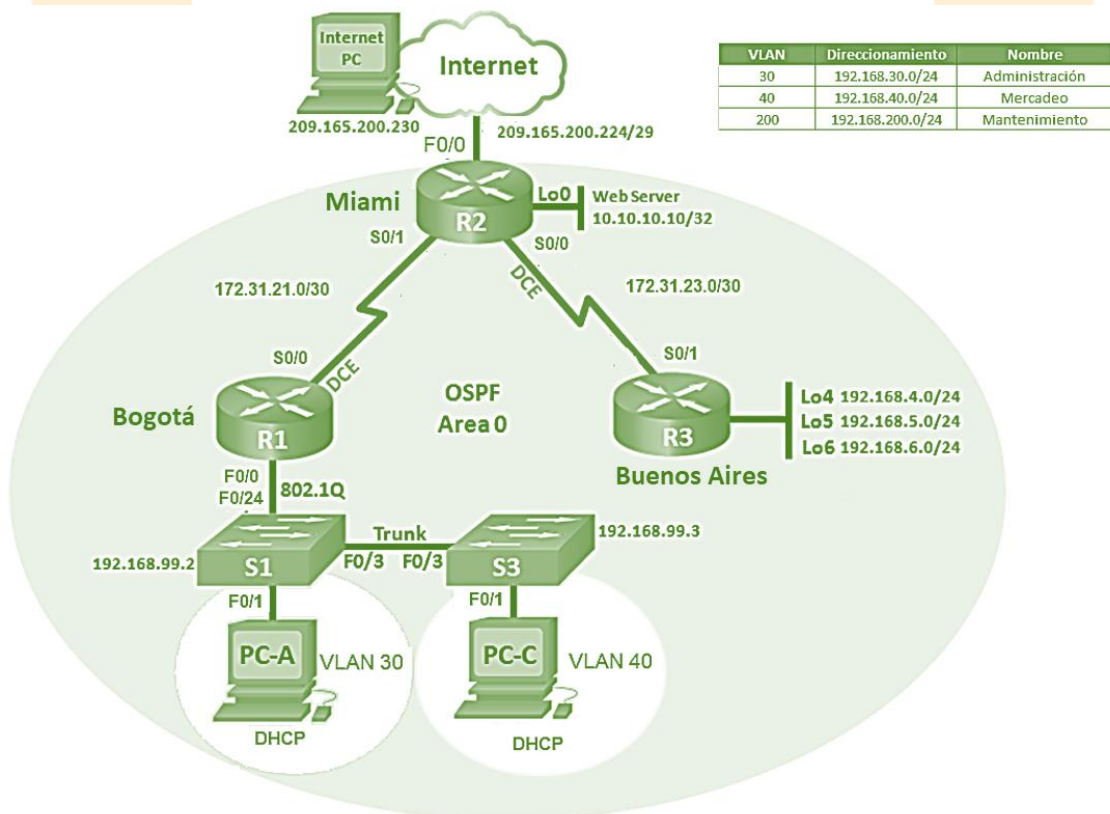 Internet
PC
Internet
209.165.200.230
209.165.200.224/29
F0/0
VLAN Direccionamiento Nombre
30 192.168.30.0/24 Administración
40 192.168.40.0/24 Mercadeo
200 192.168.200.0/24 Mantenimiento
Miami
R2
Lo0
Web Server
10.10.10.10/32
S0/1
S0/0
DCE
172.31.21.0/30
172.31.23.0/30
S0/0
DCE
S0/1
Bogotá
R1
OSPF
Area 0
R3
Buenos Aires
Lo4 192.168.4.0/24
Lo5 192.168.5.0/24
Lo6 192.168.6.0/24
F0/0
F0/24
802.1Q
192.168.99.2
S1
Trunk
F0/3 F0/3
S3
192.168.99.3
F0/1
F0/1
PC-A
VLAN 30
DHCP
PC-C
VLAN 40
DHCP